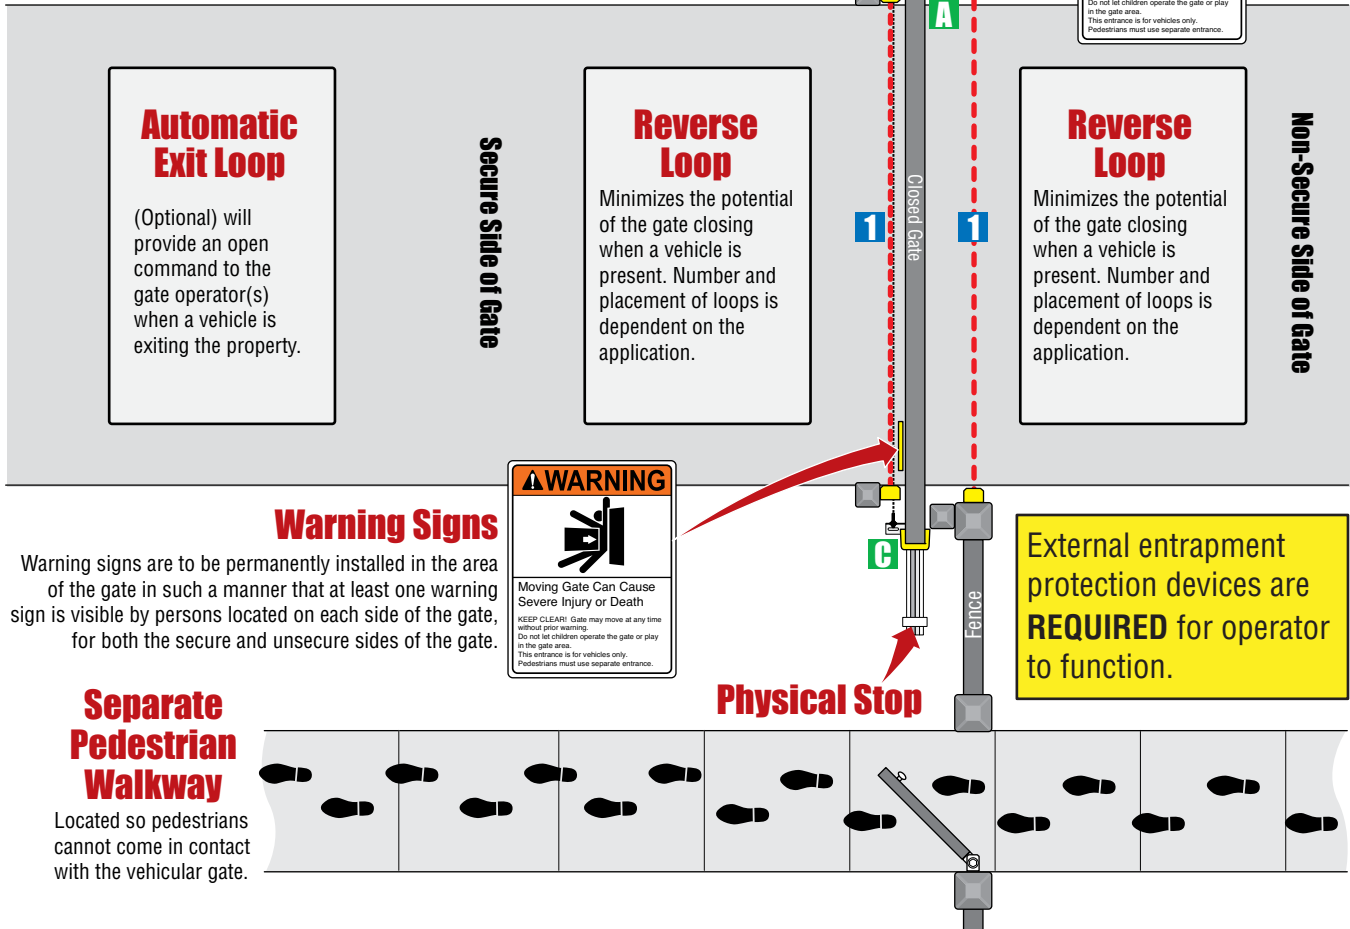 Do not let children operate the gate or play
in the gate area.
This entrance is for vehicles only.
Pedestrians must use separate entrance.
A
Automatic
Exit Loop
(Optional) will
provide an open
command to the
gate operator(s)
when a vehicle is
exiting the property.
Secure Side of Gate
Reverse
Loop
Minimizes the potential
of the gate closing
when a vehicle is
present. Number and
placement of loops is
dependent on the
application.
1
Closed Gate
1
Reverse
Loop
Minimizes the potential
of the gate closing
when a vehicle is
present. Number and
placement of loops is
dependent on the
application.
Non-Secure Side of Gate
Warning Signs
Warning signs are to be permanently installed in the area
of the gate in such a manner that at least one warning
sign is visible by persons located on each side of the gate,
for both the secure and unsecure sides of the gate.
WARNING
Moving Gate Can Cause
Severe Injury or Death
KEEP CLEAR! Gate may move at any time
without prior warning.
Do not let children operate the gate or play
in the gate area.
This entrance is for vehicles only.
Pedestrians must use separate entrance.
C
Fence
External entrapment
protection devices are
REQUIRED for operator
to function.
Physical Stop
Separate
Pedestrian
Walkway
Located so pedestrians
cannot come in contact
with the vehicular gate.